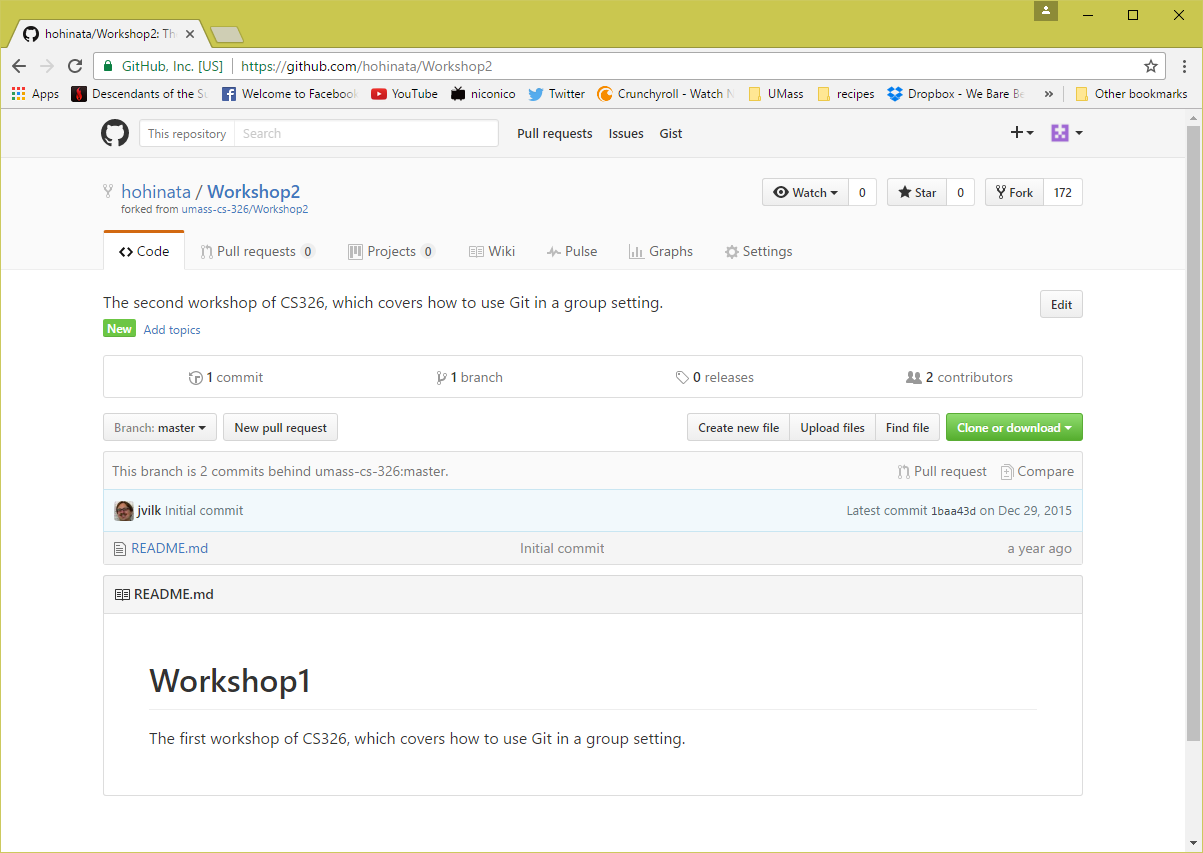 hohinata/Workshop2: Th
GitHub, Inc. [US] https://github.com/hohinata/Workshop2
Apps Descendants of the Su Welcome to Facebook YouTube niconico Twitter Crunchyroll - Watch N UMass recipes Dropbox - We Bare Be » Other bookmarks
This repository Search Pull requests Issues Gist
hohinata / Workshop2 Watch 0 Star 0 Fork 172
forked from umass-cs-326/Workshop2
Code Pull requests 0 Projects 0 Wiki Pulse Graphs Settings
The second workshop of CS326, which covers how to use Git in a group setting. Edit
New Add topics
1 commit 1 branch 0 releases 2 contributors
Branch: master New pull request Create new file Upload files Find file Clone or download
This branch is 2 commits behind umass-cs-326:master. Pull request Compare
jvilk Initial commit Latest commit 1baa43d on Dec 29, 2015
README.md Initial commit a year ago
README.md
Workshop1
The first workshop of CS326, which covers how to use Git in a group setting.